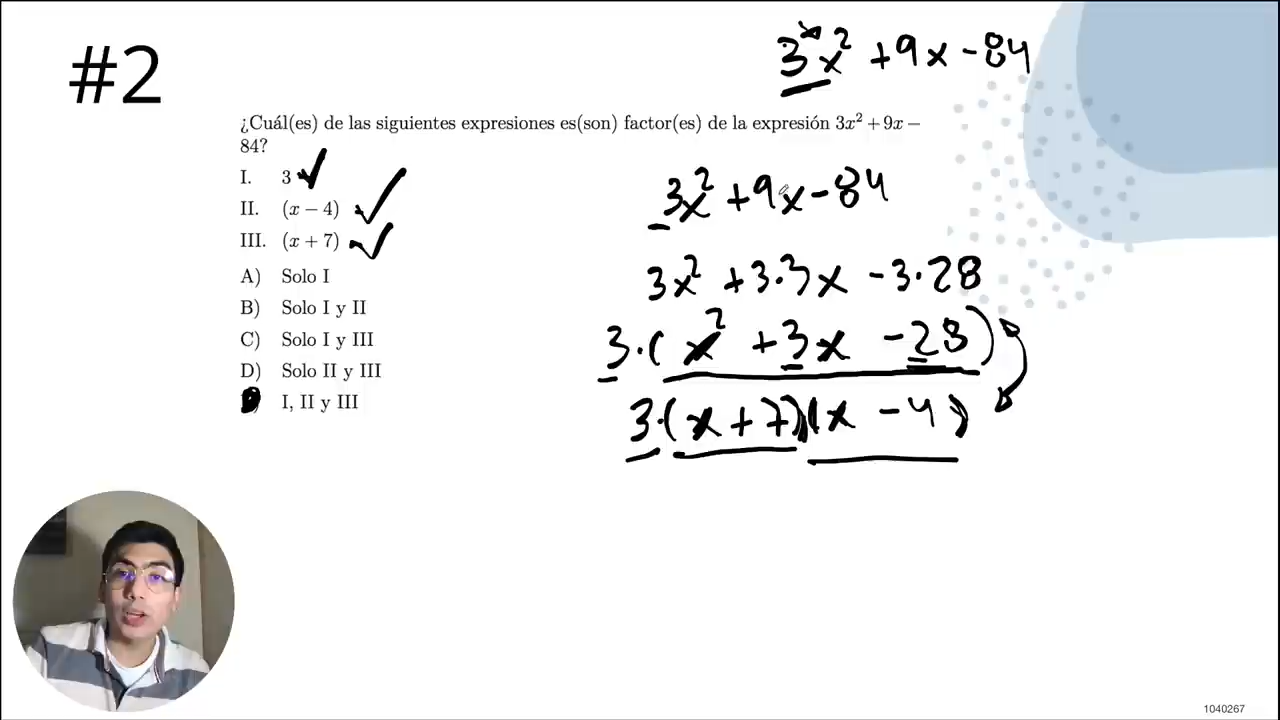 #2
3x² +9x -84
¿Cuál(es) de las siguientes expresiones es(son) factor(es) de la expresión 3x² + 9x −
84?
I. 3
II. (x − 4)
III. (x + 7)
A) Solo I
B) Solo I y II
C) Solo I y III
D) Solo II y III
I, II y III
3x² +9x -84
3x² +3.3x -3.28
3.(x² +3x -28)
3.(x+7)(x -4)
1040267